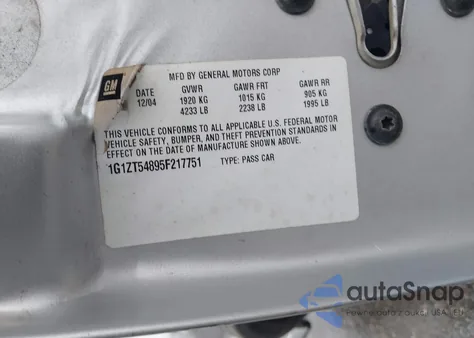 GM
MFD BY GENERAL MOTORS CORP
DATE GVWR GAWR FRT GAWR RR
12/04 1920 KG 1015 KG 905 KG
4233 LB 2238 LB 1995 LB
THIS VEHICLE CONFORMS TO ALL APPLICABLE U.S. FEDERAL MOTOR
VEHICLE SAFETY, BUMPER, AND THEFT PREVENTION STANDARDS IN
EFFECT ON THE DATE OF MANUFACTURE SHOWN ABOVE.
1G1ZT54895F217751 TYPE: PASS CAR
autoSnap